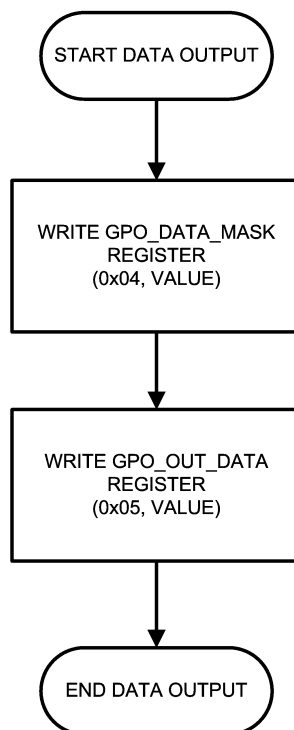 START DATA OUTPUT
WRITE GPO_DATA_MASK
REGISTER
(0x04, VALUE)
WRITE GPO_OUT_DATA
REGISTER
(0x05, VALUE)
END DATA OUTPUT